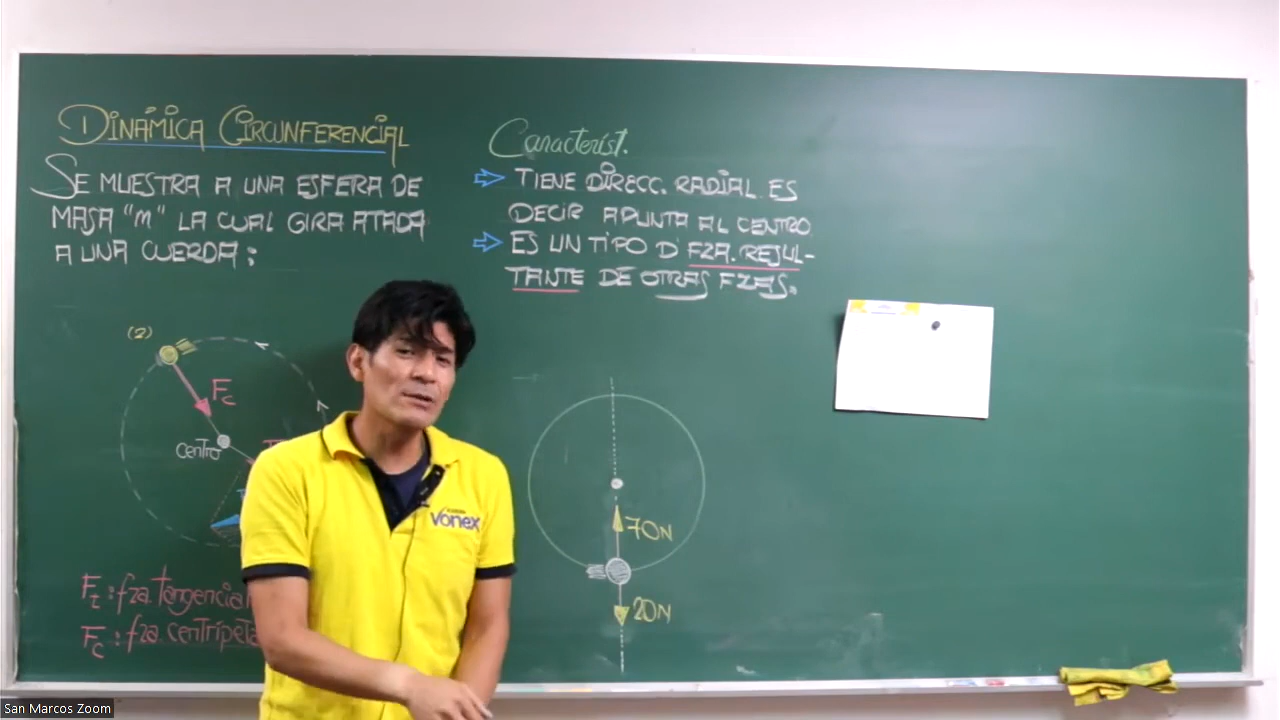 DINÁMICA CIRCUNFERENCIAL
SE MUESTRA A UNA ESFERA DE
MASA "m" LA CUAL GIRA ATADA
A UNA CUERDA:
(2)
Fc
centro
Ft : fza. tangencial
Fc : fza. centrípeta
Característ.
TIENE DIRECC. RADIAL. ES
DECIR APUNTA AL CENTRO.
ES UN TIPO D' FZA. RESUL-
TANTE DE OTRAS FZAS.
70N
20N
Vonex
San Marcos Zoom